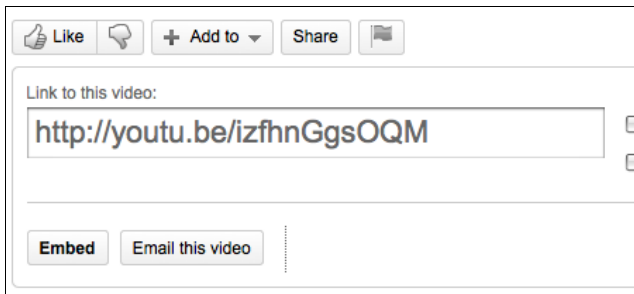 Like Add to Share
Link to this video:
http://youtu.be/izfhnGgsOQM
Embed Email this video